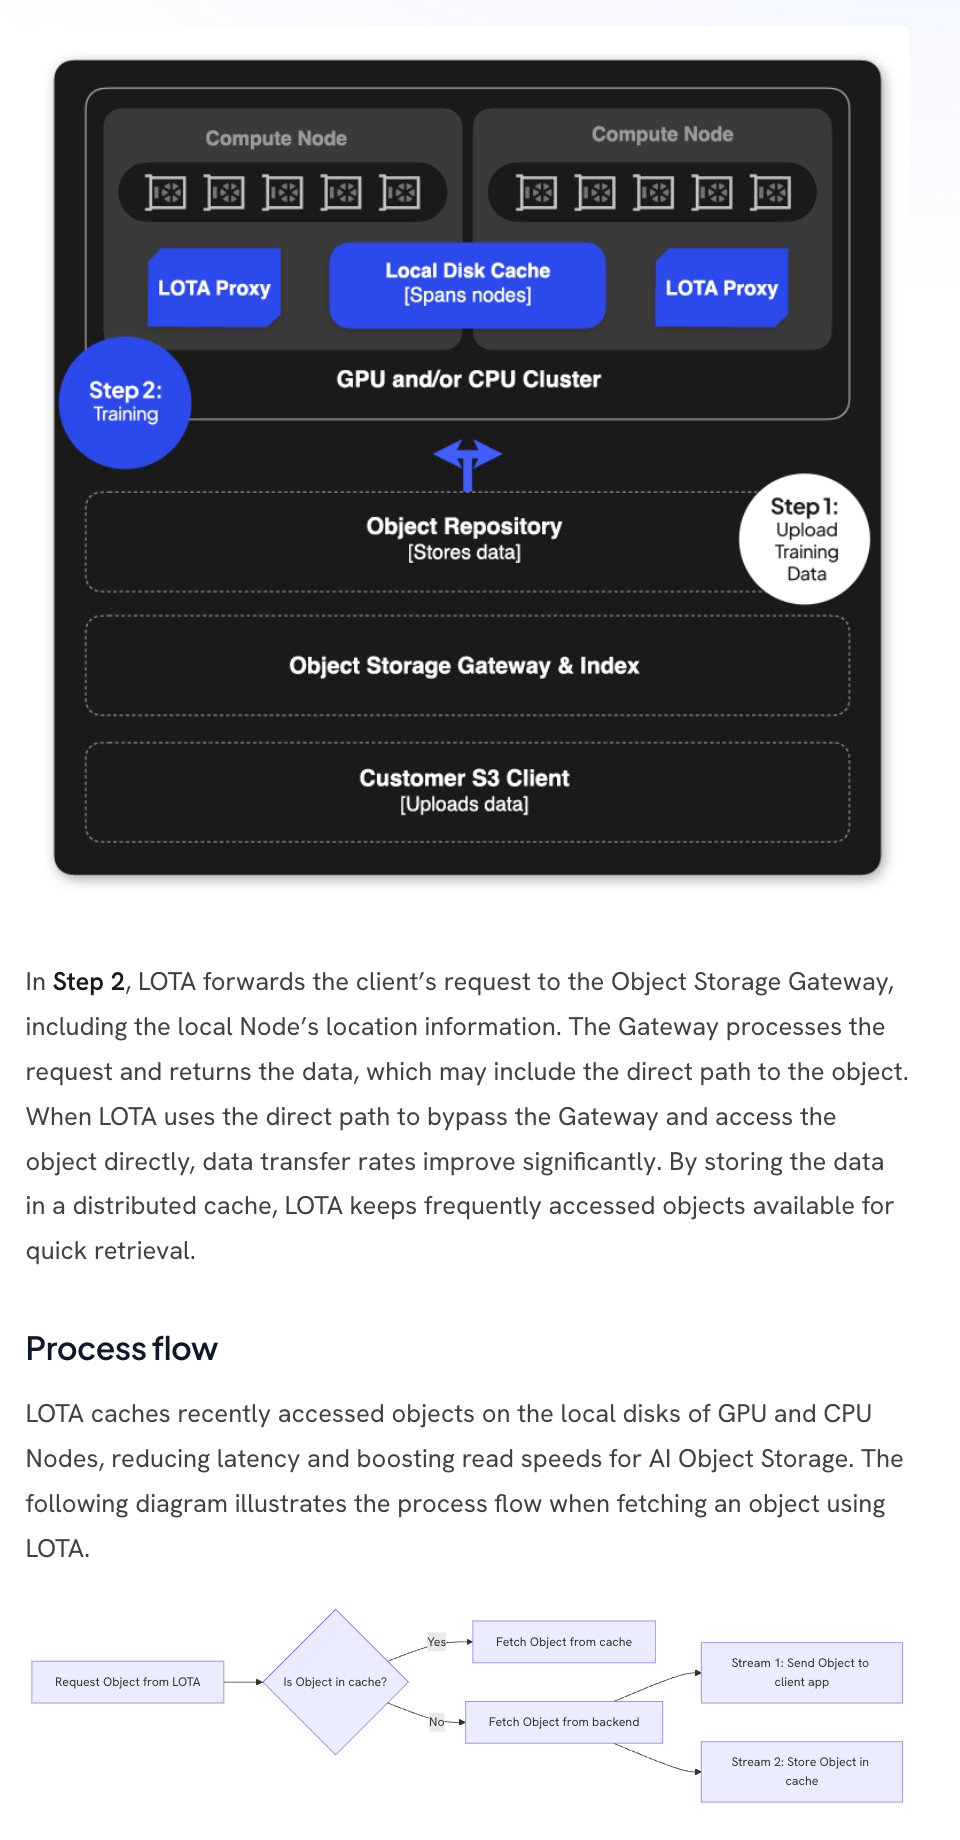 Compute Node
Compute Node
LOTA Proxy
Local Disk Cache
[Spans nodes]
LOTA Proxy
GPU and/or CPU Cluster
Step 2:
Training
Object Repository
[Stores data]
Step 1:
Upload
Training
Data
Object Storage Gateway & Index
Customer S3 Client
[Uploads data]
In Step 2, LOTA forwards the client’s request to the Object Storage Gateway,
including the local Node’s location information. The Gateway processes the
request and returns the data, which may include the direct path to the object.
When LOTA uses the direct path to bypass the Gateway and access the
object directly, data transfer rates improve significantly. By storing the data
in a distributed cache, LOTA keeps frequently accessed objects available for
quick retrieval.
Process flow
LOTA caches recently accessed objects on the local disks of GPU and CPU
Nodes, reducing latency and boosting read speeds for AI Object Storage. The
following diagram illustrates the process flow when fetching an object using
LOTA.
Request Object from LOTA
Is Object in cache?
Yes
Fetch Object from cache
No
Fetch Object from backend
Stream 1: Send Object to
client app
Stream 2: Store Object in
cache